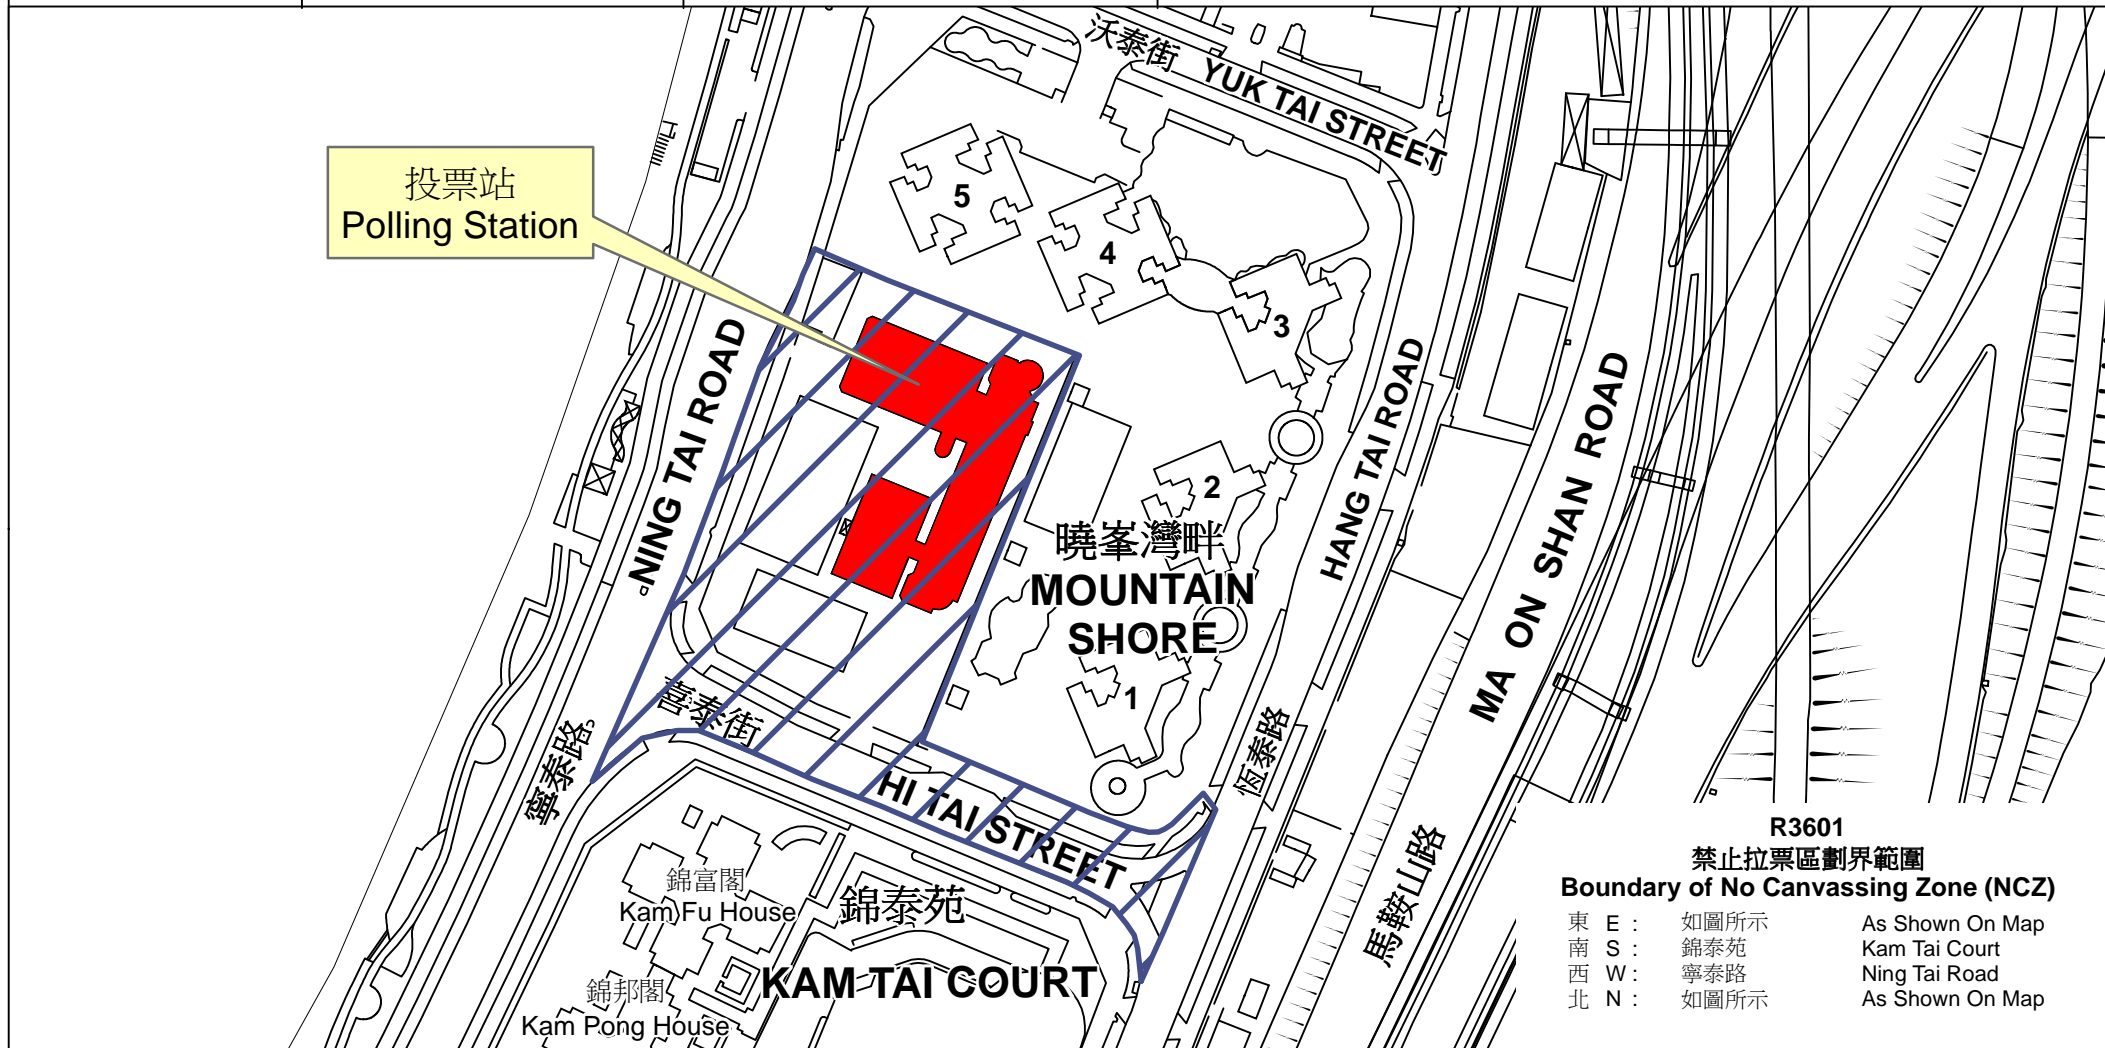 沃泰街 YUK TAI STREET
投票站
Polling Station
5
4
3
2
1
NING TAI ROAD
寧泰路
HANG TAI ROAD
恆泰路
MA ON SHAN ROAD
馬鞍山路
曉峯灣畔
MOUNTAIN
SHORE
喜泰街
HI TAI STREET
錦富閣
Kam Fu House
錦泰苑
KAM TAI COURT
錦邦閣
Kam Pong House
R3601
禁止拉票區劃界範圍
Boundary of No Canvassing Zone (NCZ)
東 E : 如圖所示 As Shown On Map
南 S : 錦泰苑 Kam Tai Court
西 W : 寧泰路 Ning Tai Road
北 N : 如圖所示 As Shown On Map